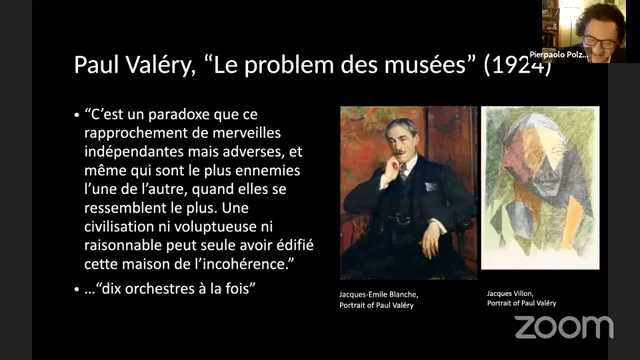 Pierpaolo Polz...
Paul Valéry, “Le problem des musées” (1924)
• “C’est un paradoxe que ce
rapprochement de merveilles
indépendantes mais adverses, et
même qui sont le plus ennemies
l’une de l’autre, quand elles se
ressemblent le plus. Une
civilisation ni voluptueuse ni
raisonnable peut seule avoir édifié
cette maison de l’incohérence.”
• …“dix orchestres à la fois”
Jacques-Émile Blanche,
Portrait of Paul Valéry
Jacques Villon,
Portrait of Paul Valéry
zoom